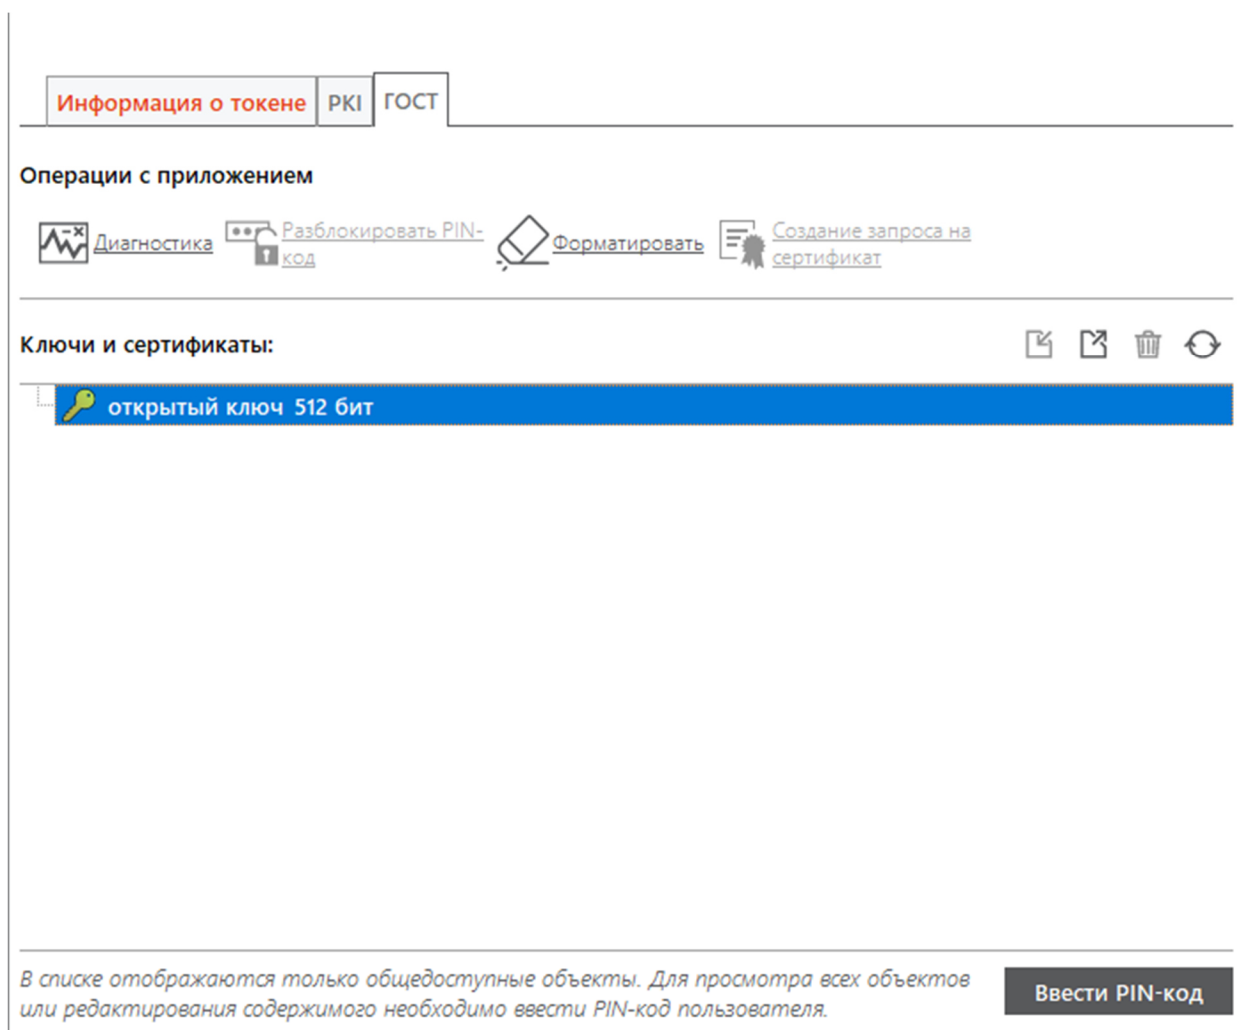 Информация о токене PKI ГОСТ
Операции с приложением
Диагностика
Разблокировать PIN-
код
Форматировать
Создание запроса на
сертификат
Ключи и сертификаты:
открытый ключ 512 бит
В списке отображаются только общедоступные объекты. Для просмотра всех объектов
или редактирования содержимого необходимо ввести PIN-код пользователя.
Ввести PIN-код